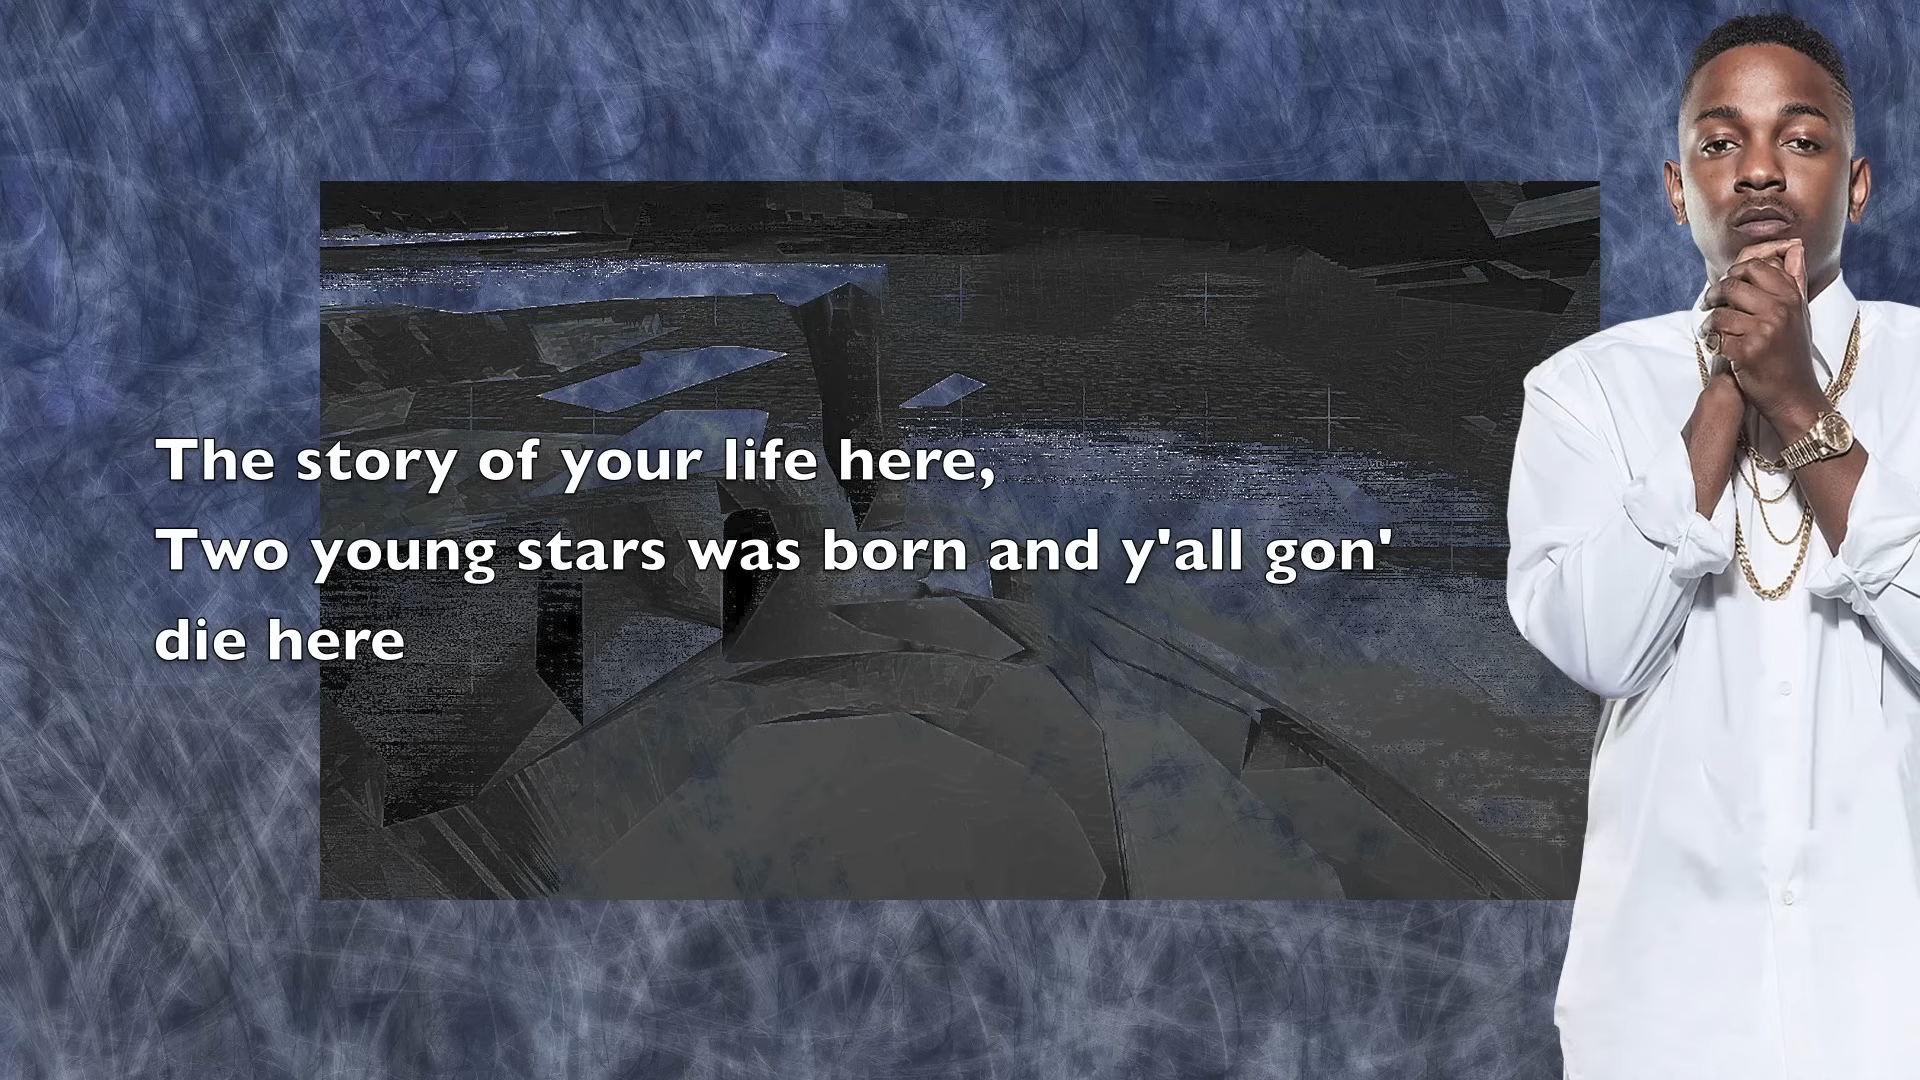 The story of your life here,
Two young stars was born and y'all gon'
die here